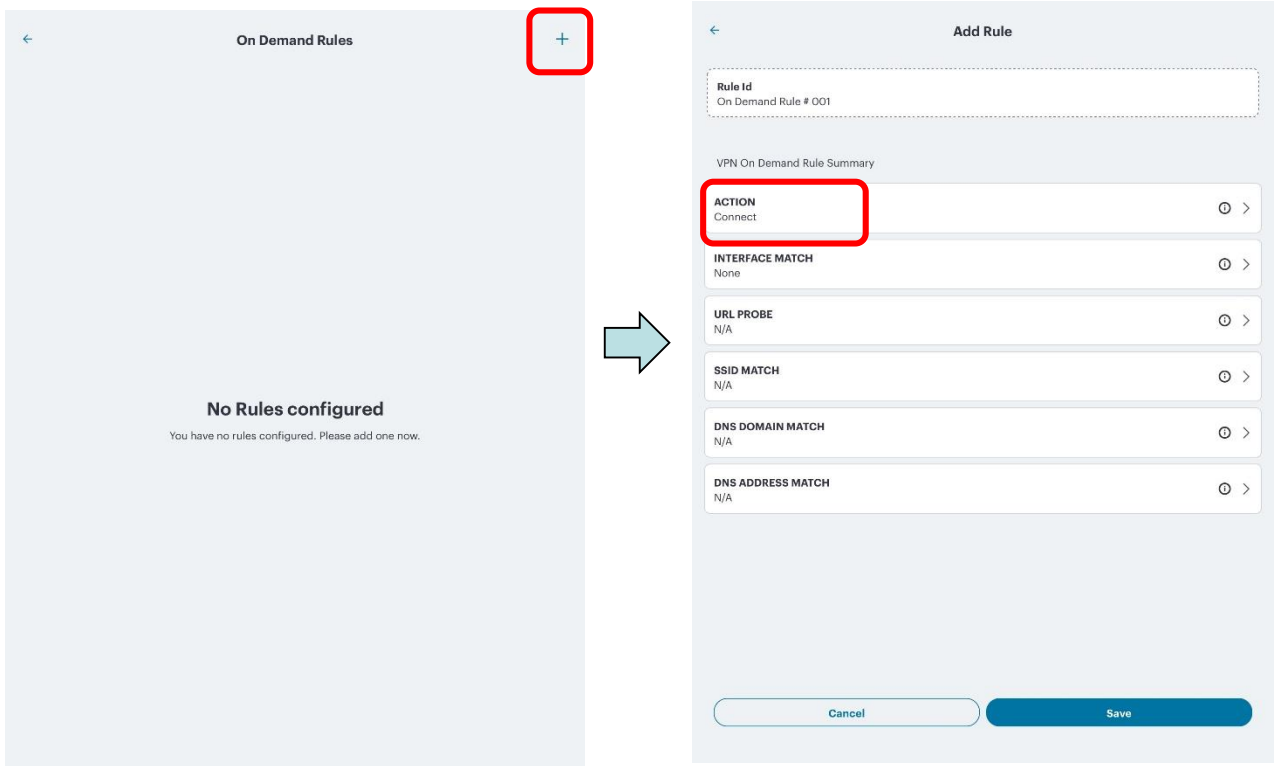 On Demand Rules
No Rules configured
You have no rules configured. Please add one now.
Add Rule
Rule Id
On Demand Rule # 001
VPN On Demand Rule Summary
ACTION
Connect
INTERFACE MATCH
None
URL PROBE
N/A
SSID MATCH
N/A
DNS DOMAIN MATCH
N/A
DNS ADDRESS MATCH
N/A
Cancel
Save